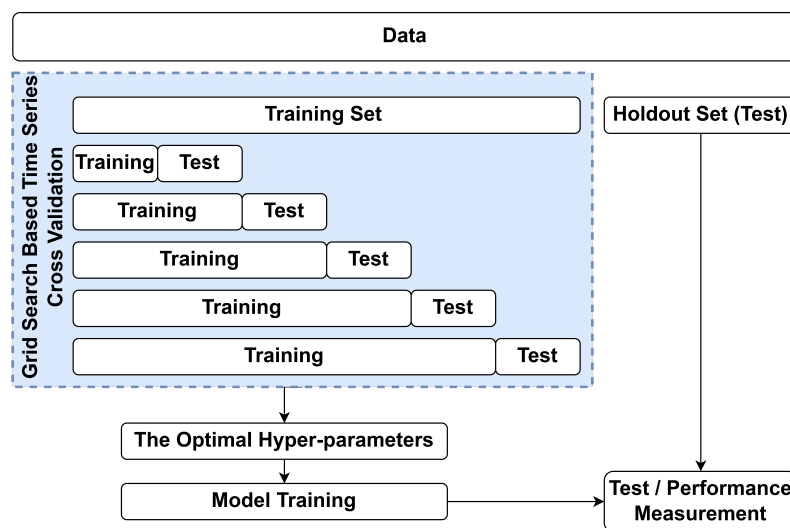 Data
Grid Search Based Time Series
Cross Validation
Training Set
Holdout Set (Test)
Training Test
Training Test
Training Test
Training Test
Training Test
The Optimal Hyper-parameters
Model Training
Test / Performance
Measurement